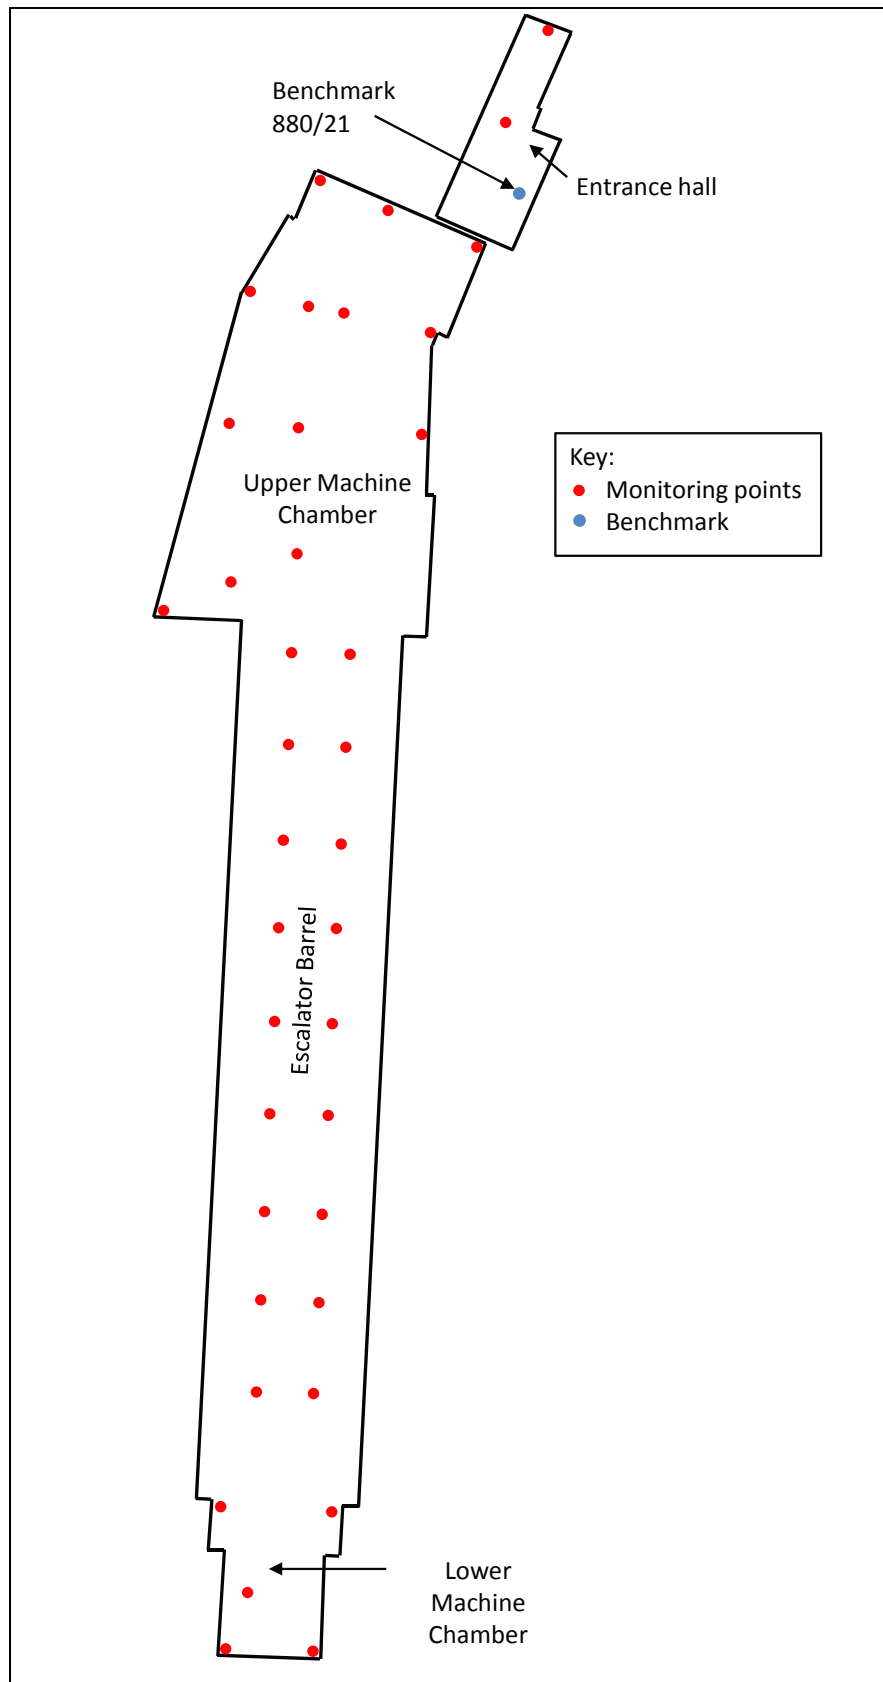 Benchmark
880/21
Entrance hall
Key:
Monitoring points
Benchmark
Upper Machine
Chamber
Escalator Barrel
Lower
Machine
Chamber